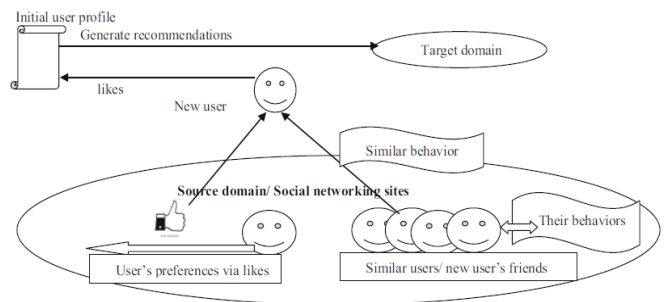 Initial user profile
Generate recommendations
Target domain
likes
New user
Similar behavior
Source domain/ Social networking sites
Their behaviors
User's preferences via likes
Similar users/ new user's friends